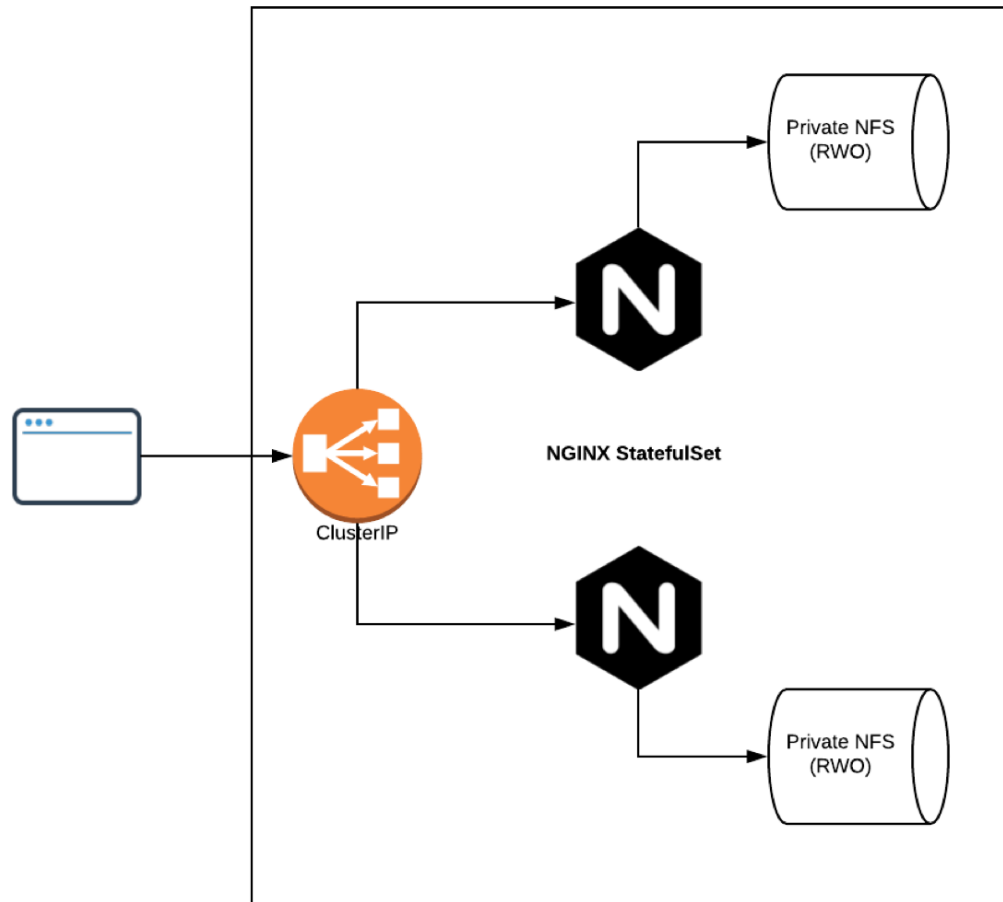 Private NFS
(RWO)
N
NGINX StatefulSet
ClusterIP
N
Private NFS
(RWO)